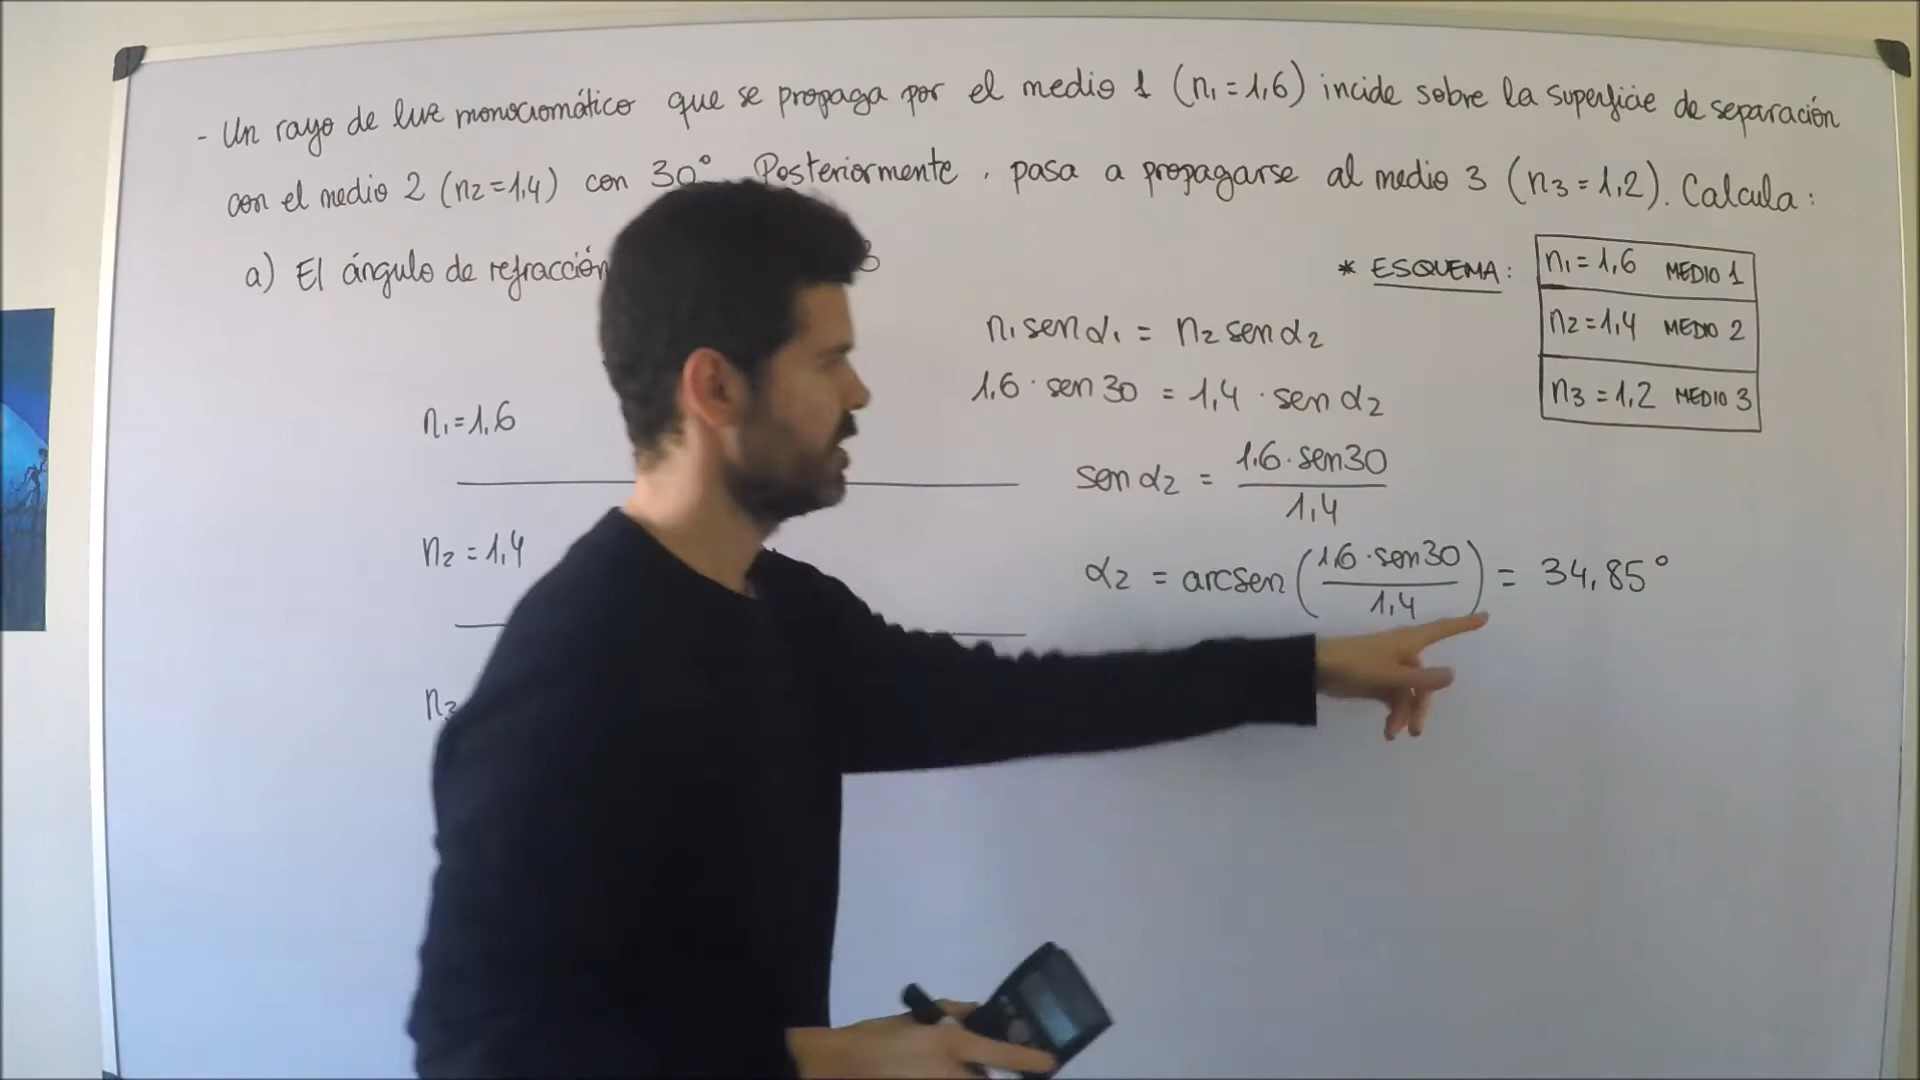 - Un rayo de luz monocromático que se propaga por el medio 1 (n₁ = 1,6) incide sobre la superficie de separación
con el medio 2 (n₂ = 1,4) con 30°. Posteriormente, pasa a propagarse al medio 3 (n₃ = 1,2). Calcula:
a) El ángulo de refracción 3
* ESQUEMA:
n₁ = 1,6 MEDIO 1
n₂ = 1,4 MEDIO 2
n₃ = 1,2 MEDIO 3
n₁ = 1,6
n₂ = 1,4
n₃
n₁ sen α₁ = n₂ sen α₂
1,6 · sen 30 = 1,4 · sen α₂
sen α₂ = 1,6 · sen 30 / 1,4
α₂ = arcsen (1,6 · sen 30 / 1,4) = 34,85°